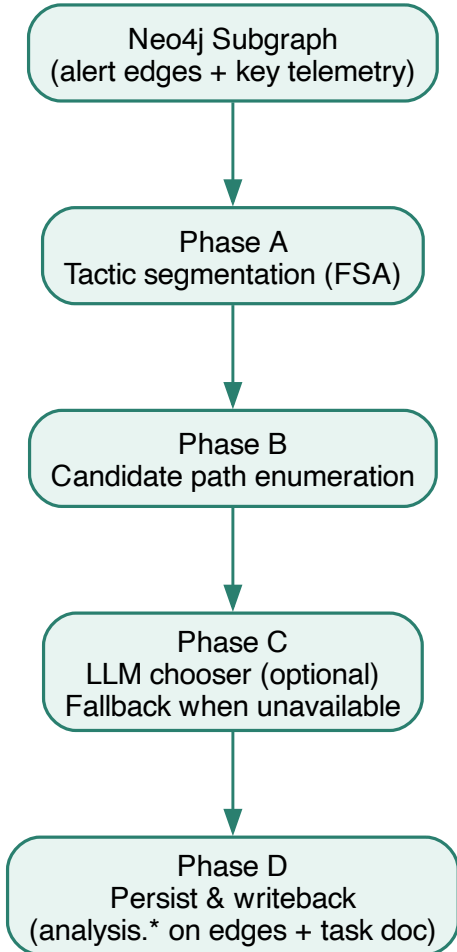 Neo4j Subgraph
(alert edges + key telemetry)
Phase A
Tactic segmentation (FSA)
Phase B
Candidate path enumeration
Phase C
LLM chooser (optional)
Fallback when unavailable
Phase D
Persist & writeback
(analysis.* on edges + task doc)